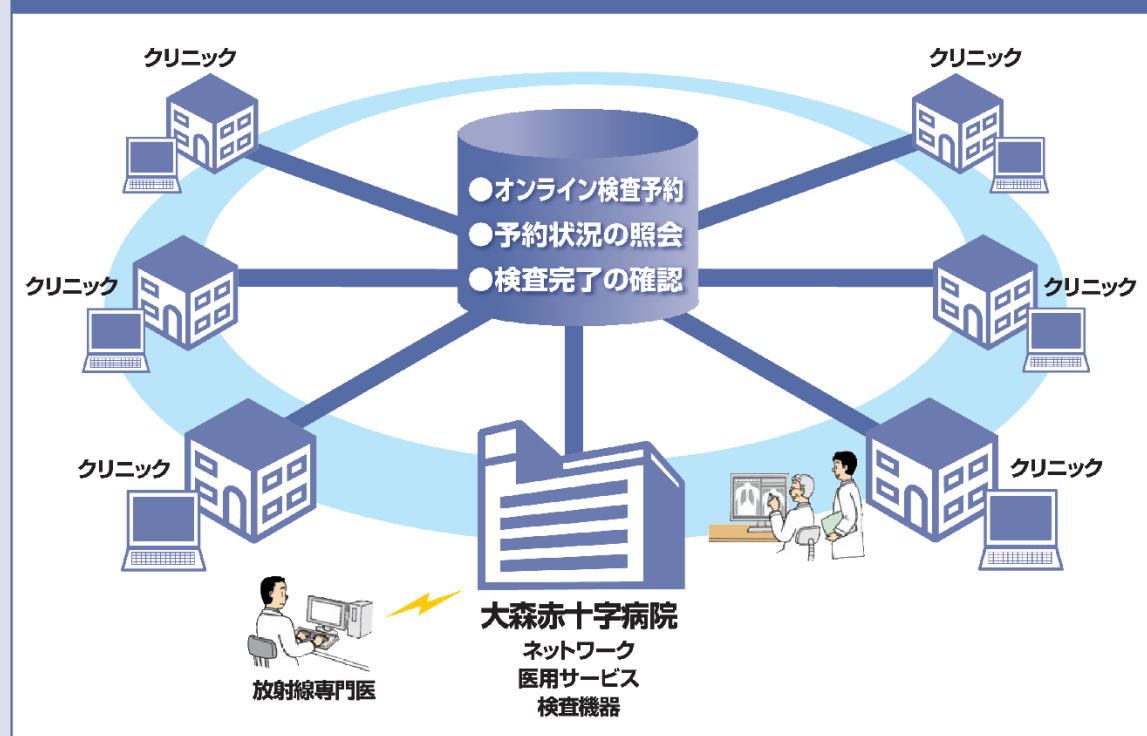 クリニック
クリニック
●オンライン検査予約
●予約状況の照会
●検査完了の確認
クリニック
クリニック
クリニック
クリニック
大森赤十字病院
ネットワーク
医用サービス
検査機器
放射線専門医